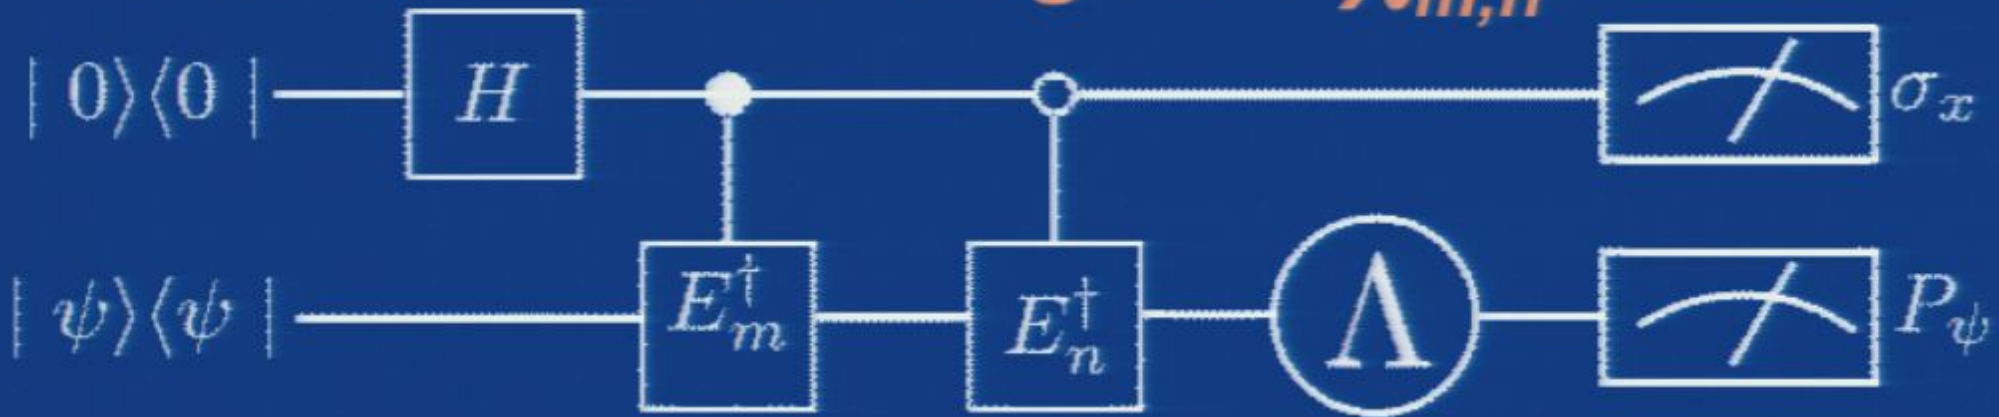 | 0⟩⟨0 | H σ_x
| ψ⟩⟨ψ | E_m^† E_n^† Λ P_ψ